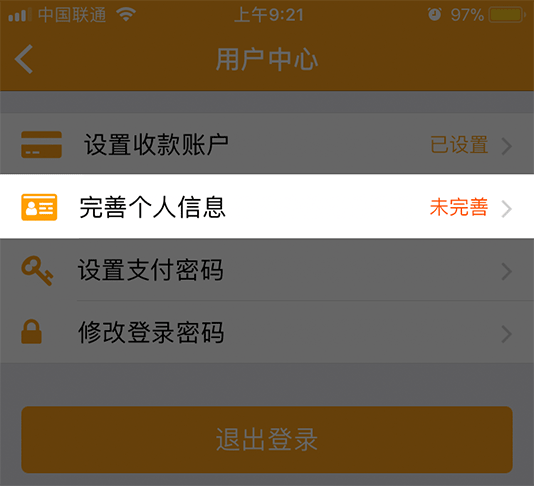 中国联通 上午9:21 97%
用户中心
设置收款账户 已设置
完善个人信息 未完善
设置支付密码
修改登录密码
退出登录